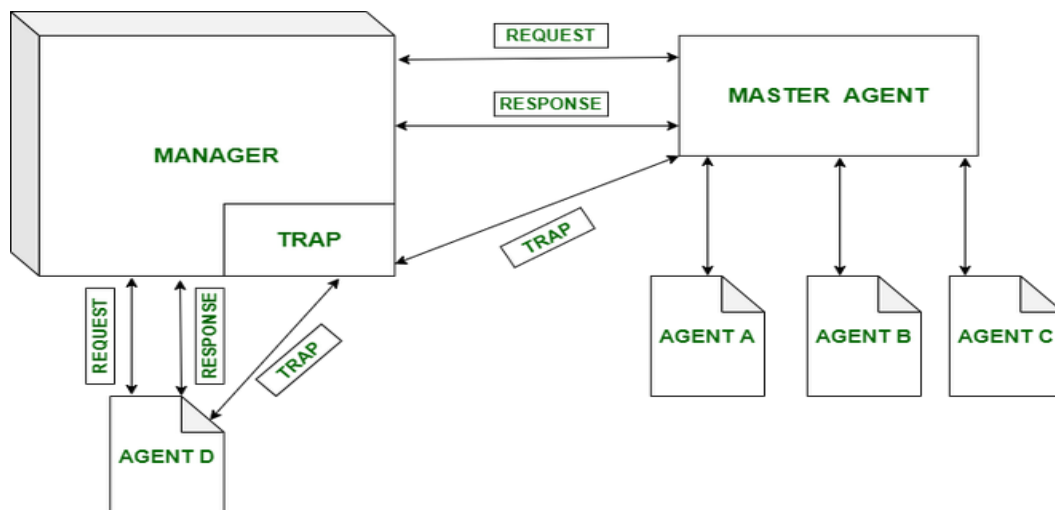 REQUEST
MASTER AGENT
RESPONSE
MANAGER
TRAP
TRAP
REQUEST
RESPONSE
TRAP
AGENT A
AGENT B
AGENT C
AGENT D